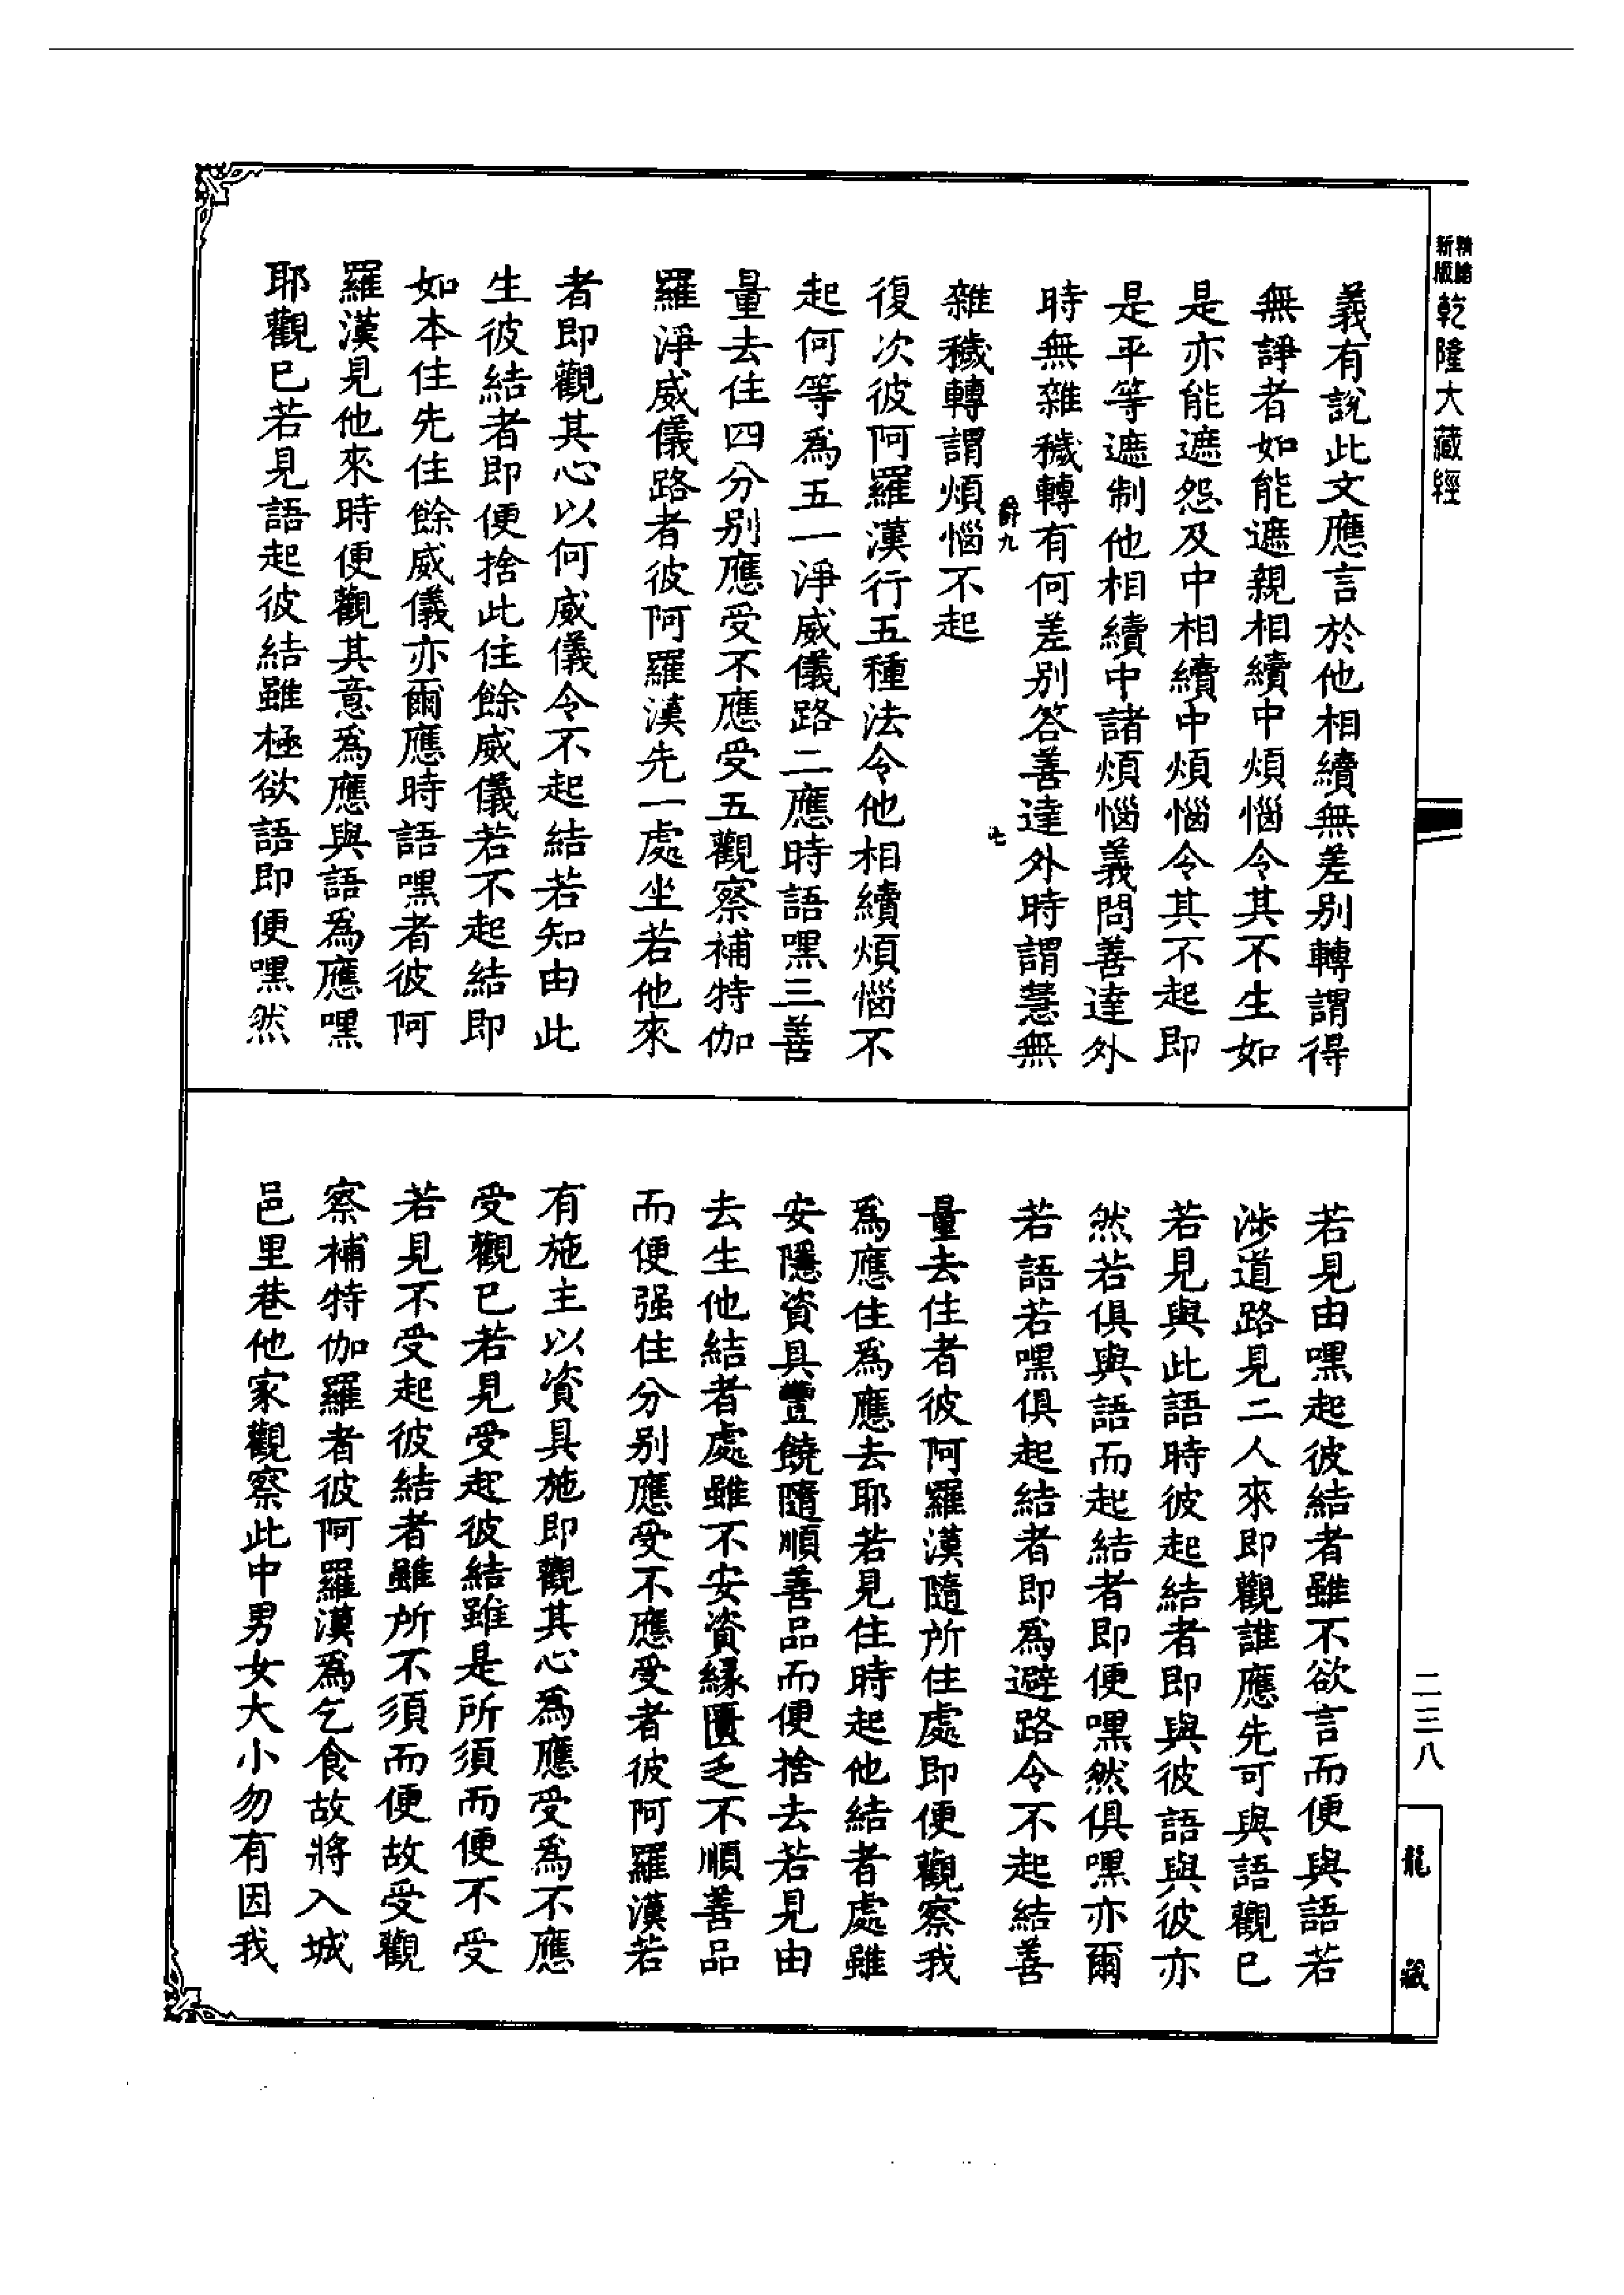 新版
精縮
乾隆大藏經
義有說此文應言於他相續無差別轉謂得
無諍者如能遮親相續中煩惱令其不生如
是亦能遮怨及中相續中煩惱令其不起即
是平等遮制他相續中諸煩惱義問善達外
時無雜穢轉有何差別答善達外時謂慧無
九
七
雜穢轉謂煩惱不起
復次彼阿羅漢行五種法令他相續煩惱不
起何等爲五一淨威儀路二應時語嘿三善
量去住四分別應受不應受五觀察補特伽
羅淨威儀路者彼阿羅漢先一處坐若他來
者即觀其心以何威儀令不起結若知由此
生彼結者即便捨此住餘威儀若不起結即
如本住先住餘威儀亦爾應時語嘿者彼阿
羅漢見他來時便觀其意爲應與語爲應嘿
耶觀已若見語起彼結雖極欲語即便嘿然
若見由嘿起彼結者雖不欲言而便與語若
涉道路見二人來即觀誰應先可與語觀已
若見與此語時彼起結者即與彼語與彼亦
然若俱與語而起結者即便嘿然俱嘿亦爾
若語若嘿俱起結者即爲避路令不起結善
量去住者彼阿羅漢隨所住處即便觀察我
爲應住爲應去耶若見住時起他結者處雖
安隱資具豐饒隨順善品而便捨去若見由
去生他結者處雖不安資緣匱乏不順善品
而便强住分別應受不應受者彼阿羅漢若
有施主以資具施即觀其心爲應受爲不應
受觀已若見受起彼結雖是所須而便不受
若見不受起彼結者雖所不須而便故受觀
察補特伽羅者彼阿羅漢爲乞食故將入城
邑里巷他家觀察此中男女大小勿有因我
二三八
龍藏